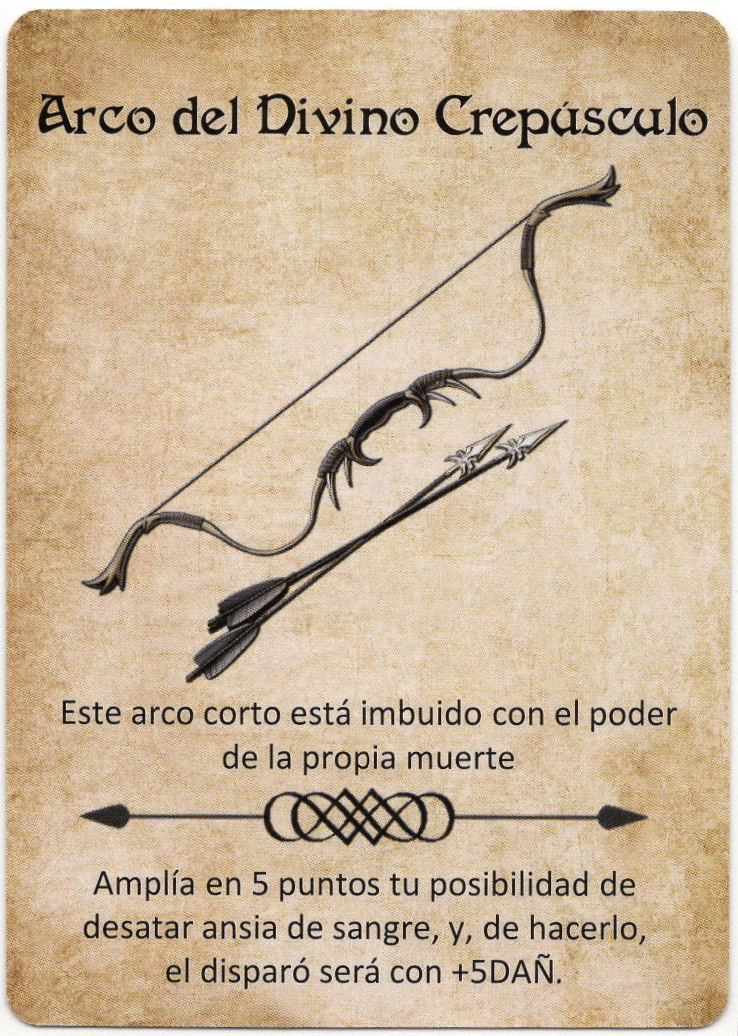 Arco del Divino Crepúsculo
Este arco corto está imbuido con el poder
de la propia muerte
Amplía en 5 puntos tu posibilidad de
desatar ansia de sangre, y, de hacerlo,
el disparó será con +5DAÑ.